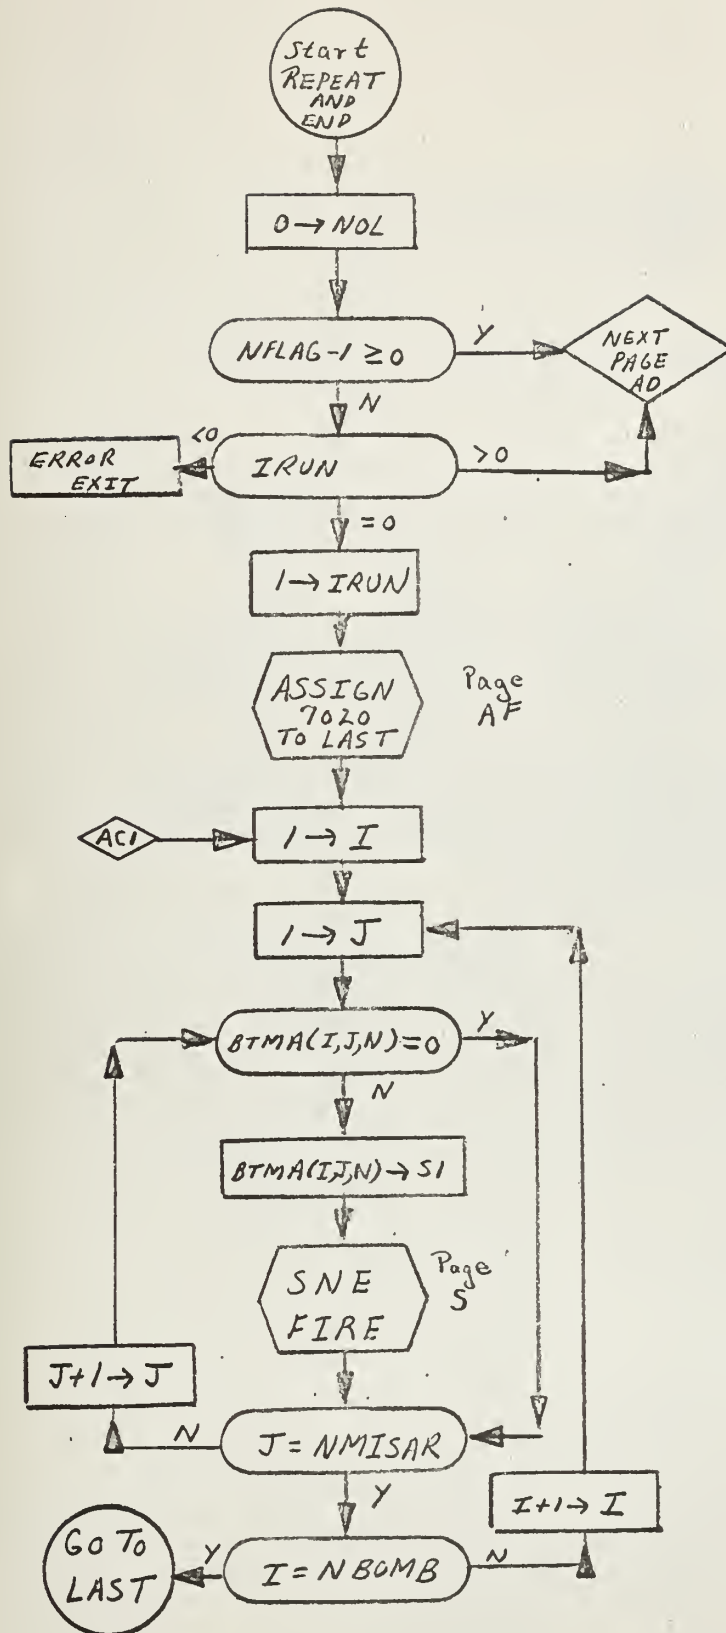 Start
REPEAT
AND
END
0 → NOL
NFLAG-1 ≥ 0
Y
NEXT
PAGE
AD
N
ERROR
EXIT
<0
IRUN
>0
=0
1 → IRUN
ASSIGN
7020
TO LAST
Page
AF
AC1
1 → I
1 → J
BTMA(I,J,N)=0
Y
N
BTMA(I,J,N) → S1
SNE
FIRE
Page
S
J+1 → J
N
J = NMISAR
Y
I+1 → I
GO TO
LAST
Y
I = NBOMB
N